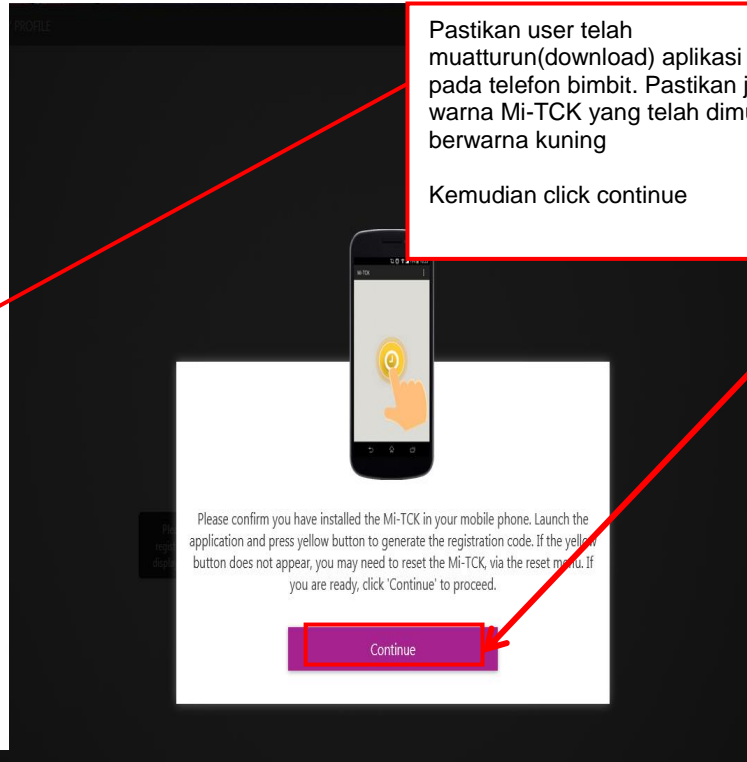 PROFILE
Pastikan user telah
muatturun(download) aplikasi
pada telefon bimbit. Pastikan
warna Mi-TCK yang telah
berwarna kuning
Kemudian click continue
Mi-TCK
Please confirm you have installed the Mi-TCK in your mobile phone. Launch the
application and press yellow button to generate the registration code. If the yellow
button does not appear, you may need to reset the Mi-TCK, via the reset menu. If
you are ready, click 'Continue' to proceed.
Continue